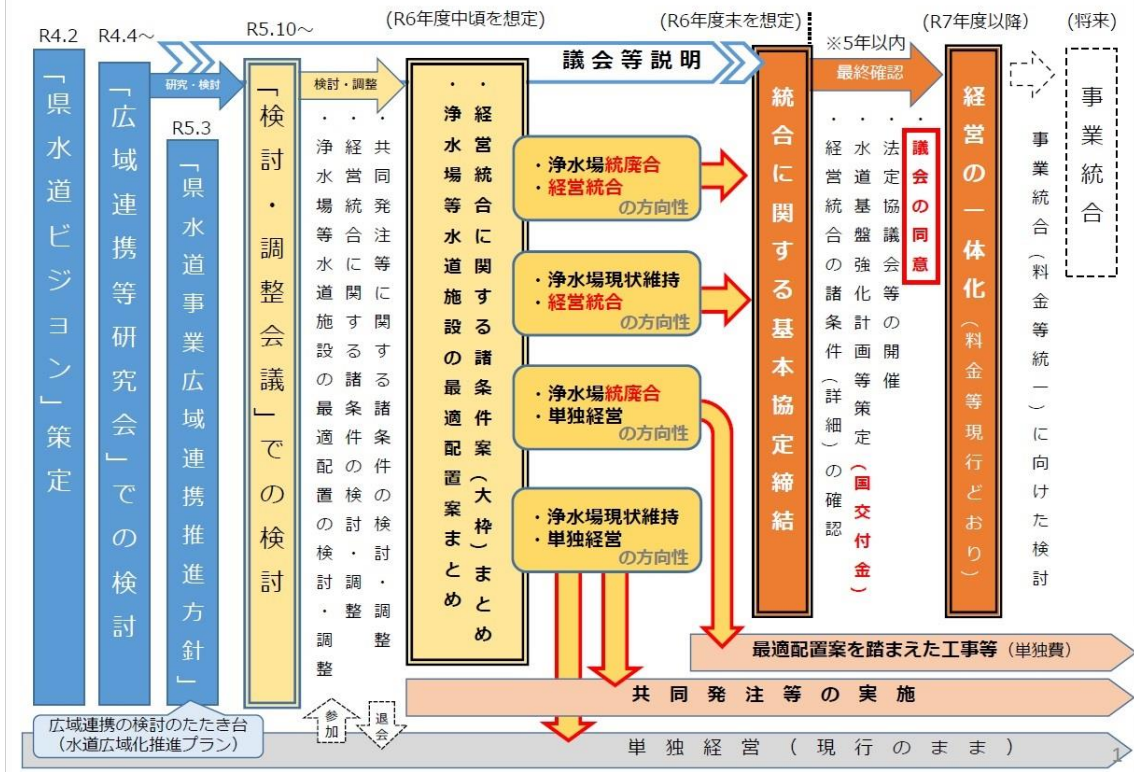 R4.2
「県水道ビジョン」策定
R4.4～
「広域連携等研究会」での検討
研究・検討
R5.3
「県水道事業広域連携推進方針」
広域連携の検討のたたき台
（水道広域化推進プラン）
R5.10～
「検討・調整会議」での検討
検討・調整
・共同発注等に関する諸条件の検討・調整
・経営統合に関する諸条件の検討・調整
・浄水場等水道施設の最適配置の検討・調整
参加
退会
(R6年度中頃を想定)
・経営統合に関する諸条件案（大枠）まとめ
・浄水場等水道施設の最適配置案まとめ
議会等説明
・浄水場統廃合
・経営統合
の方向性
・浄水場現状維持
・経営統合
の方向性
・浄水場統廃合
・単独経営
の方向性
・浄水場現状維持
・単独経営
の方向性
(R6年度末を想定)
統合に関する基本協定締結
※5年以内
最終確認
・議会の同意
・法定協議会等の開催
・水道基盤強化計画等策定（国交付金）
・経営統合の諸条件（詳細）の確認
(R7年度以降)
経営の一体化（料金等現行どおり）
(将来)
事業統合
事業統合（料金等統一）に向けた検討
最適配置案を踏まえた工事等（単独費）
共同発注等の実施
単独経営（現行のまま）
1